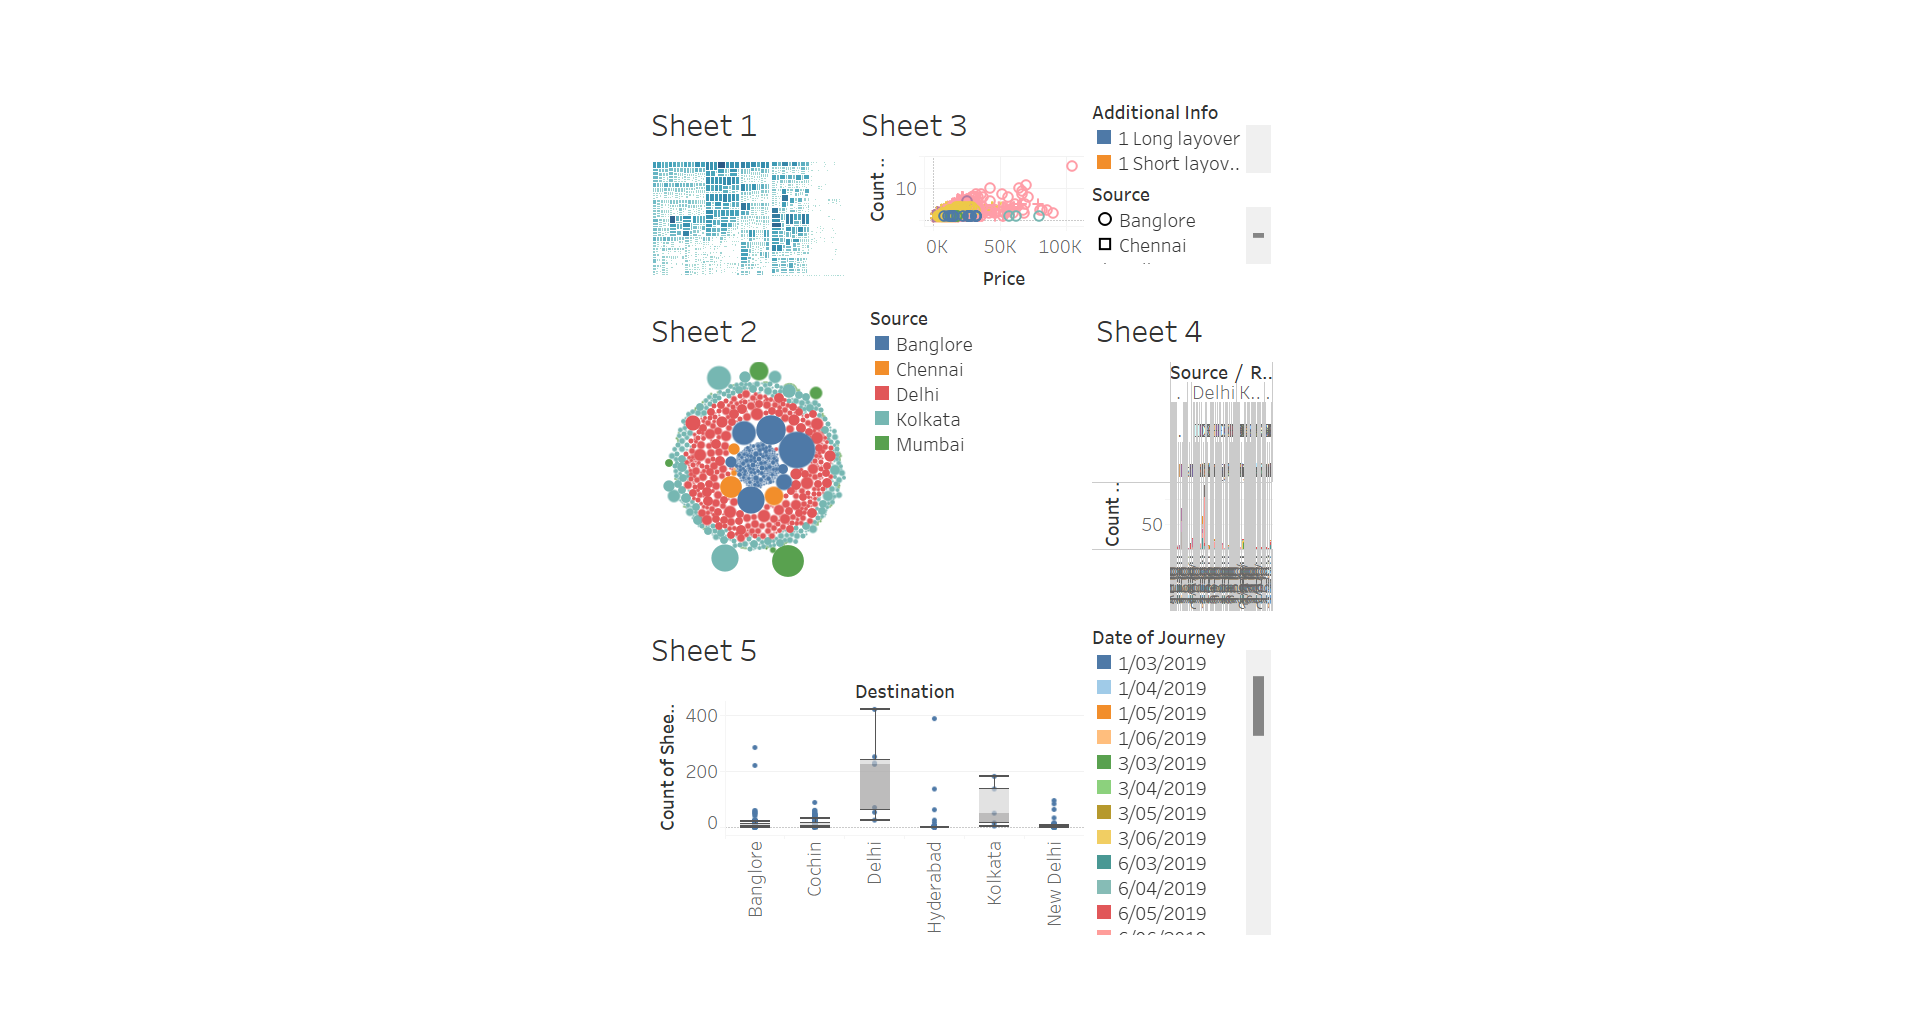 Sheet 1
Sheet 3
Count ..
10
0K 50K 100K
Price
Additional Info
1 Long layover
1 Short layov..
Source
Banglore
Chennai
Sheet 2
Source
Banglore
Chennai
Delhi
Kolkata
Mumbai
Sheet 4
Source / R..
. Delhi K.. .
Count ..
50
Sheet 5
Destination
Count of Shee..
400
200
0
Banglore
Cochin
Delhi
Hyderabad
Kolkata
New Delhi
Date of Journey
1/03/2019
1/04/2019
1/05/2019
1/06/2019
3/03/2019
3/04/2019
3/05/2019
3/06/2019
6/03/2019
6/04/2019
6/05/2019